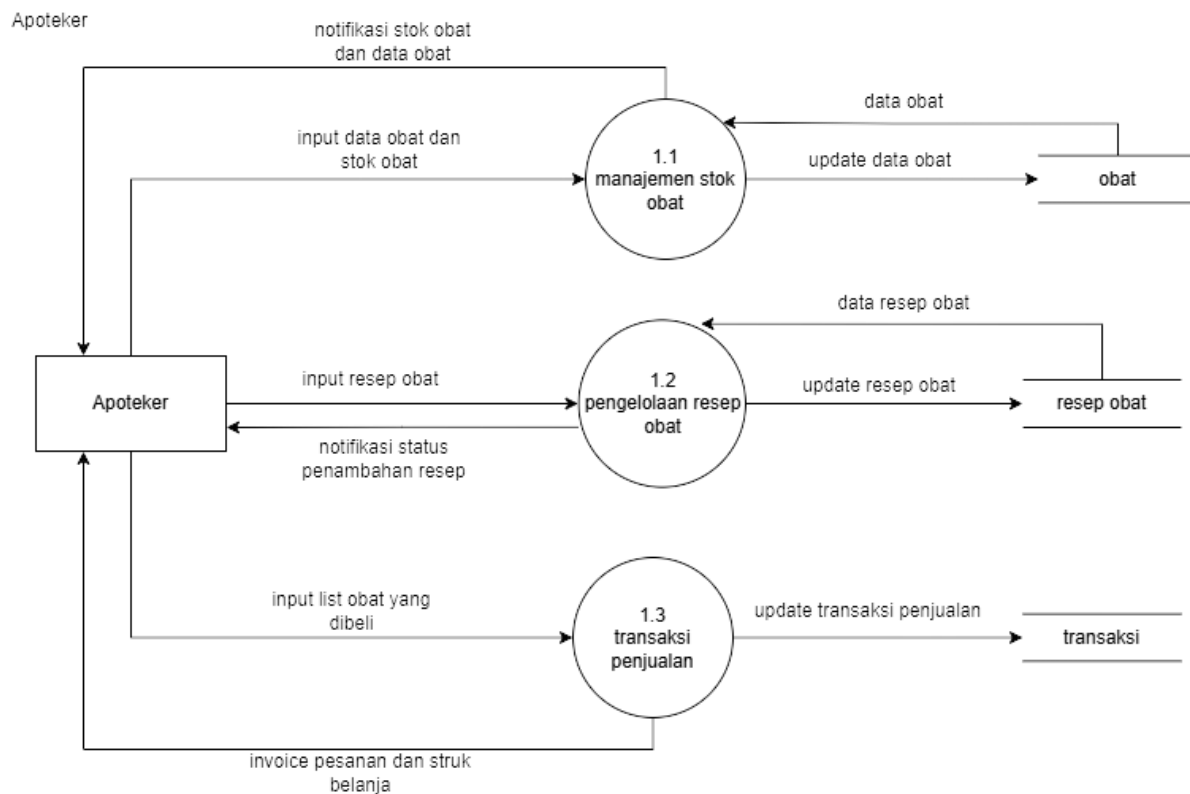 Apoteker
notifikasi stok obat
dan data obat
data obat
input data obat dan
stok obat
1.1
manajemen stok
obat
update data obat
obat
data resep obat
Apoteker
input resep obat
1.2
pengelolaan resep
obat
update resep obat
resep obat
notifikasi status
penambahan resep
input list obat yang
dibeli
1.3
transaksi
penjualan
update transaksi penjualan
transaksi
invoice pesanan dan struk
belanja